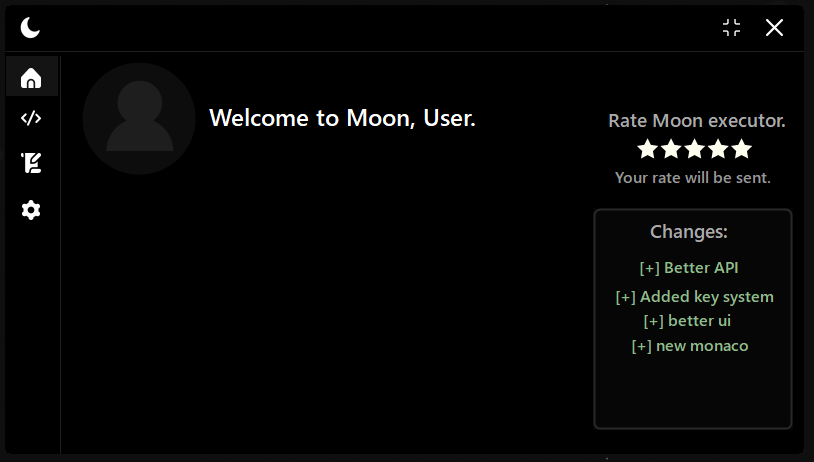 Welcome to Moon, User.
Rate Moon executor.
Your rate will be sent.
Changes:
[+] Better API
[+] Added key system
[+] better ui
[+] new monaco